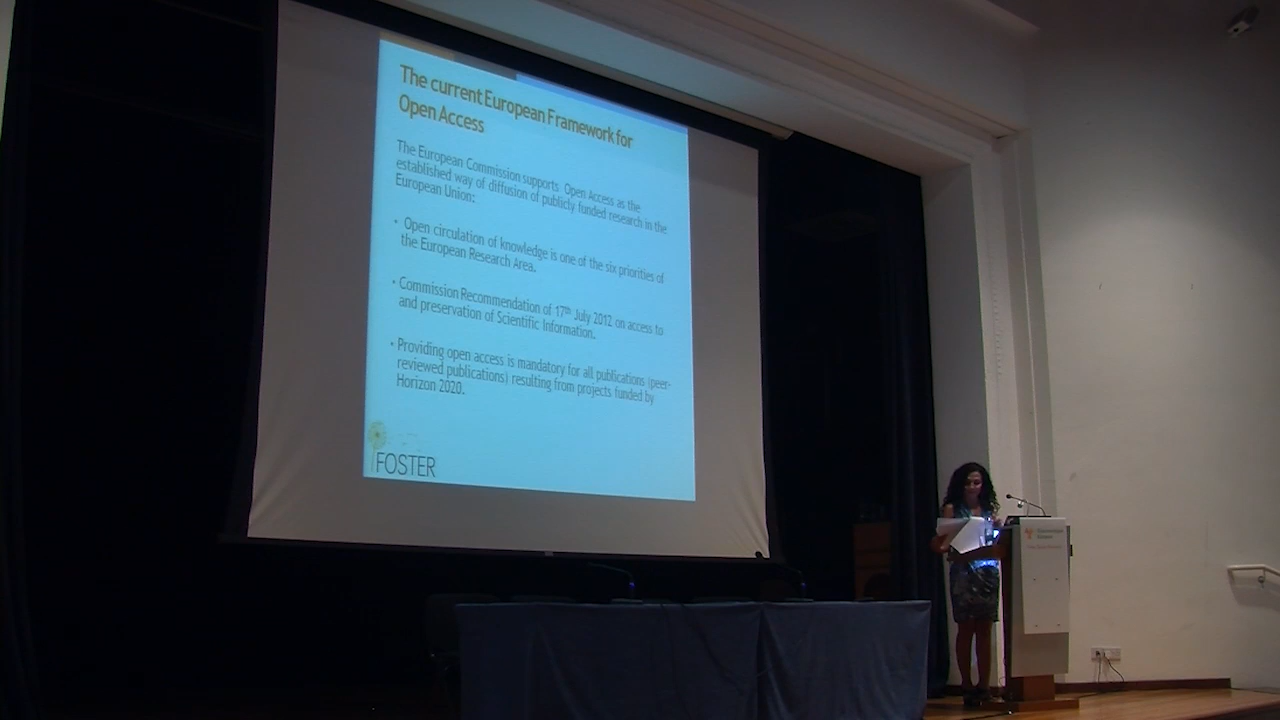 The current European Framework for
Open Access
The European Commission supports Open Access as the
established way of diffusion of publicly funded research in the
European Union:
• Open circulation of knowledge is one of the six priorities of
the European Research Area.
• Commission Recommendation of 17th July 2012 on access to
and preservation of Scientific Information.
• Providing open access is mandatory for all publications (peer-
reviewed publications) resulting from projects funded by
Horizon 2020.
FOSTER